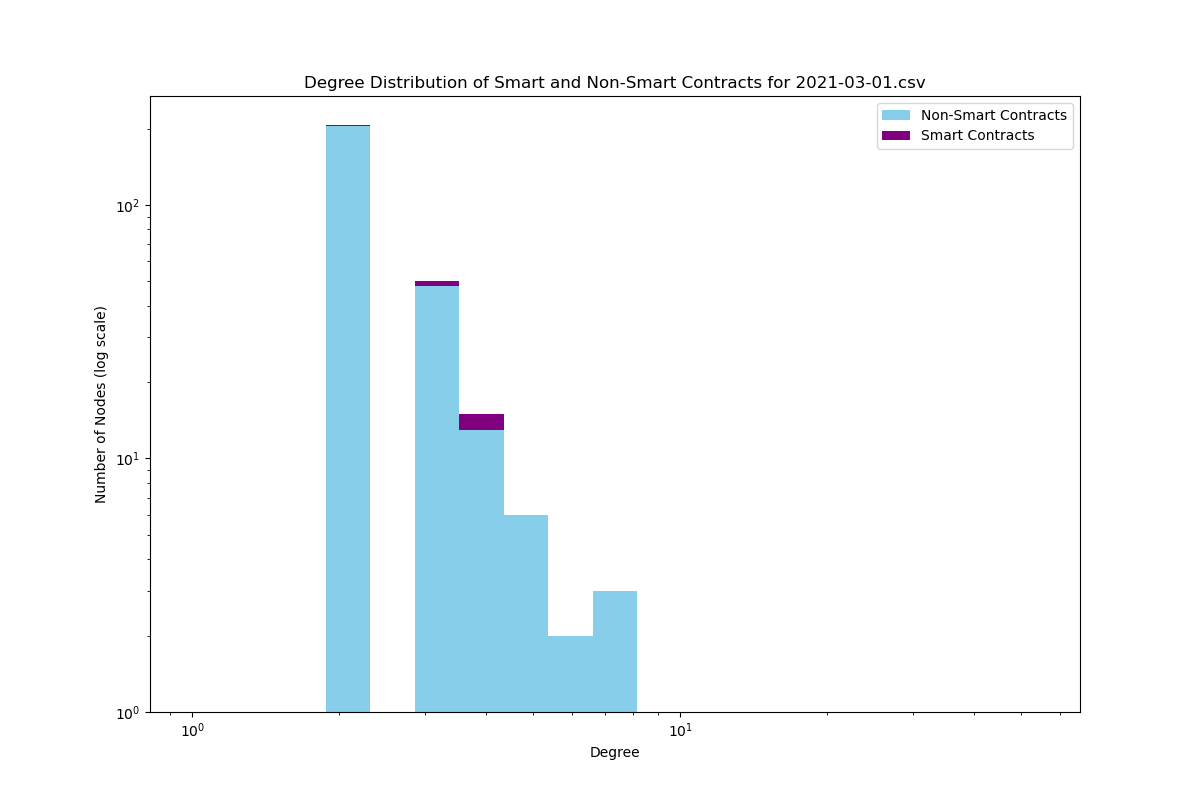 Degree Distribution of Smart and Non-Smart Contracts for 2021-03-01.csv
Non-Smart Contracts
Smart Contracts
Number of Nodes (log scale)
10²
10¹
10⁰
10⁰ 10¹
Degree